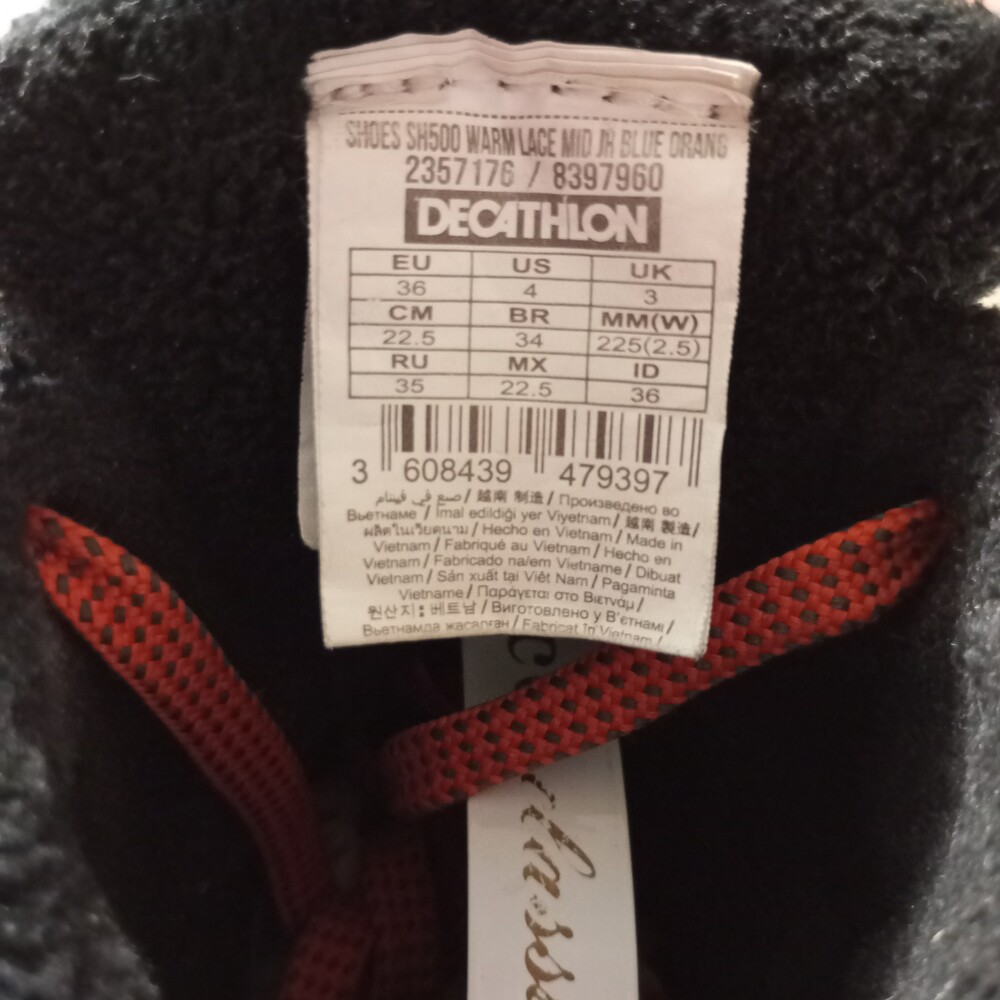 SHOES SH500 WARM LACE MID JR BLUE ORANG
2357176 / 8397960
DECATHLON
EU US UK
36 4 3
CM BR MM(W)
22.5 34 225(2.5)
RU MX ID
35 22.5 36
3 608439 479397
صنع في فيتنام / 越南 制造 / Произведено во
Вьетнаме / İmal edildiği yer Viyetnam / 越南 製造 /
ผลิตในเวียดนาม / Hecho en Vietnam / Made in
Vietnam / Fabriqué au Vietnam / Hecho en
Vietnam / Fabricado na/em Vietname / Dibuat
Vietnam / Sản xuất tại Việt Nam / Pagaminta
Vietname / Παράγεται στο Βιετνάμ /
원산지: 베트남 / Виготовлено у В'єтнамі /
Вьетнамда жасалған / Fabricat în Vietnam /